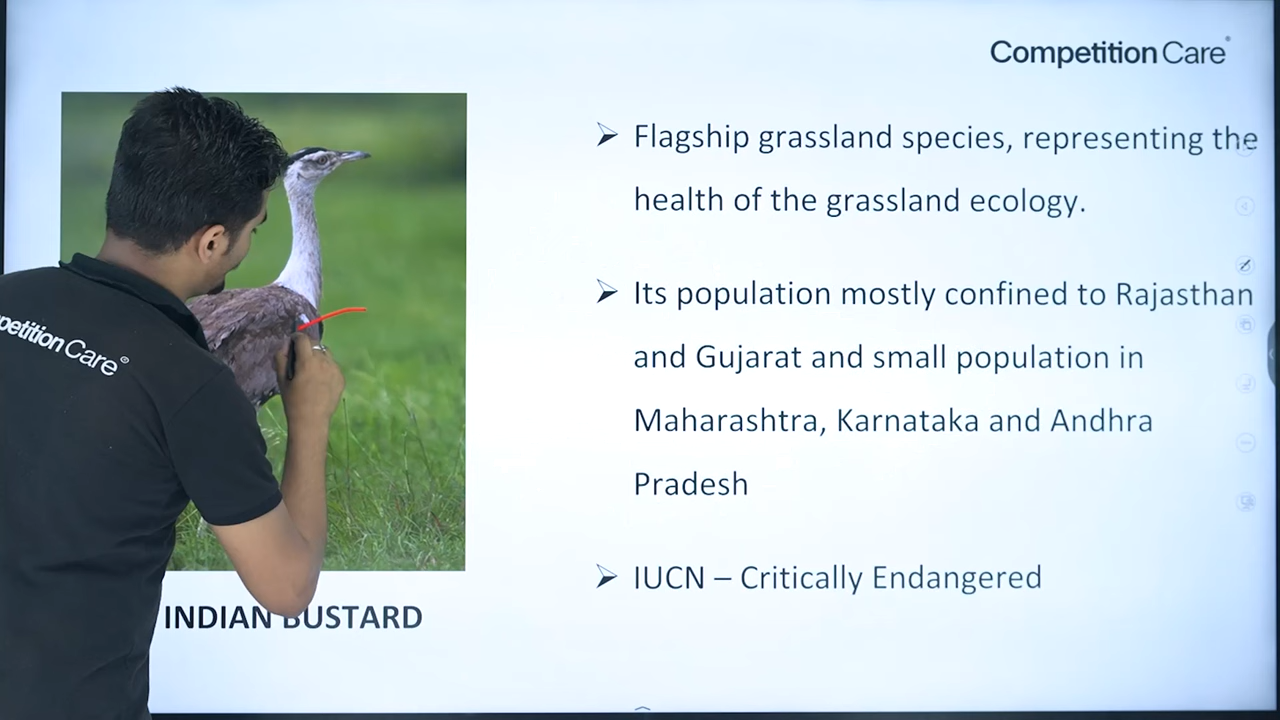 Competition Care
Flagship grassland species, representing the
health of the grassland ecology.
Its population mostly confined to Rajasthan
and Gujarat and small population in
Maharashtra, Karnataka and Andhra
Pradesh
IUCN – Critically Endangered
INDIAN BUSTARD
petition Care